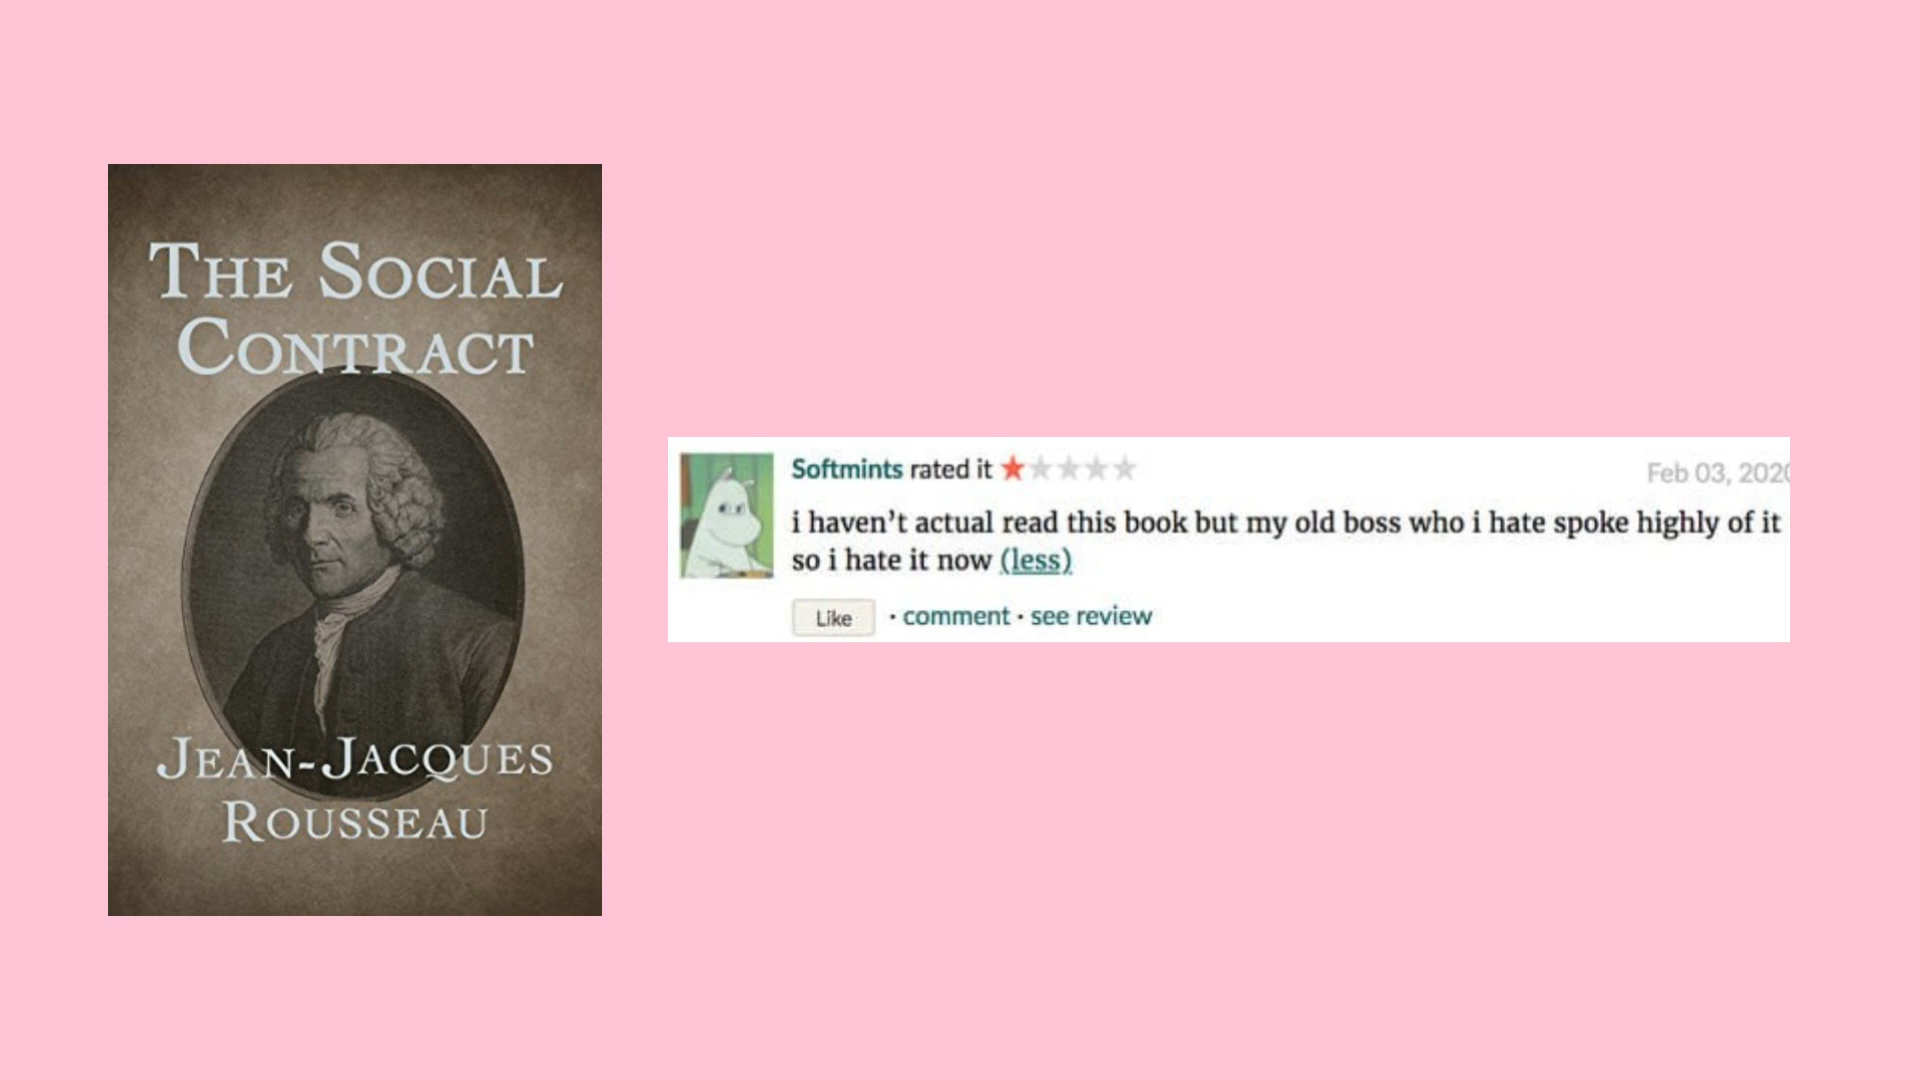 THE SOCIAL
CONTRACT
JEAN-JACQUES
ROUSSEAU
Softmints rated it
Feb 03, 2020
i haven't actual read this book but my old boss who i hate spoke highly of it
so i hate it now (less)
Like · comment · see review